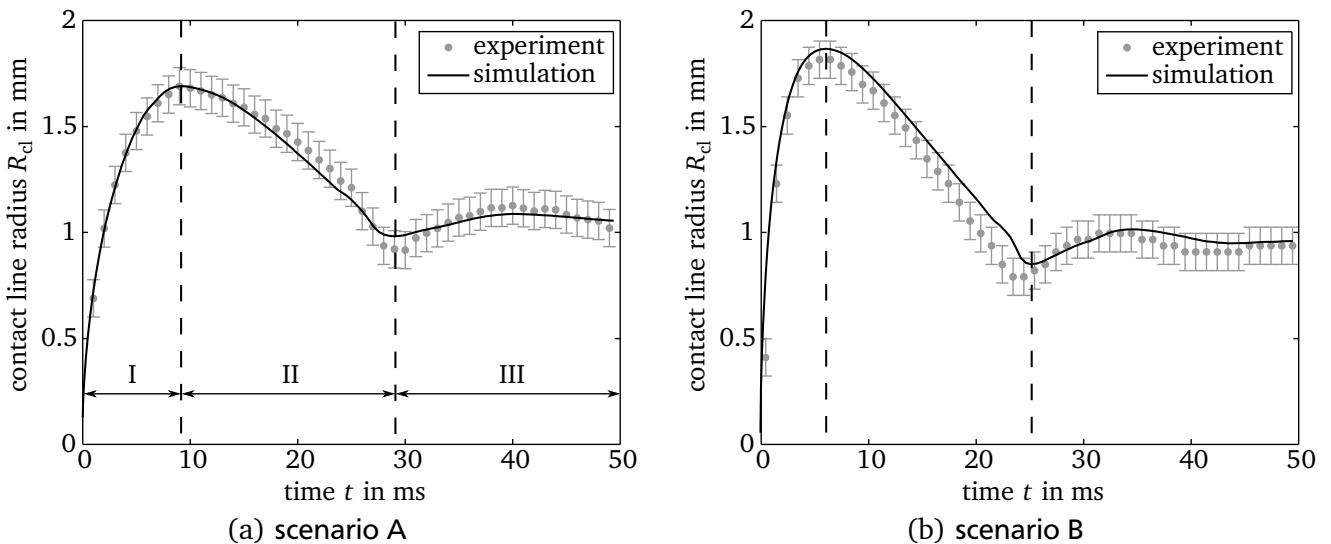 contact line radius R_cl in mm
2
1.5
1
0.5
0
experiment
simulation
I
II
III
0
10
20
30
40
50
time t in ms
(a) scenario A
contact line radius R_cl in mm
2
1.5
1
0.5
0
experiment
simulation
0
10
20
30
40
50
time t in ms
(b) scenario B